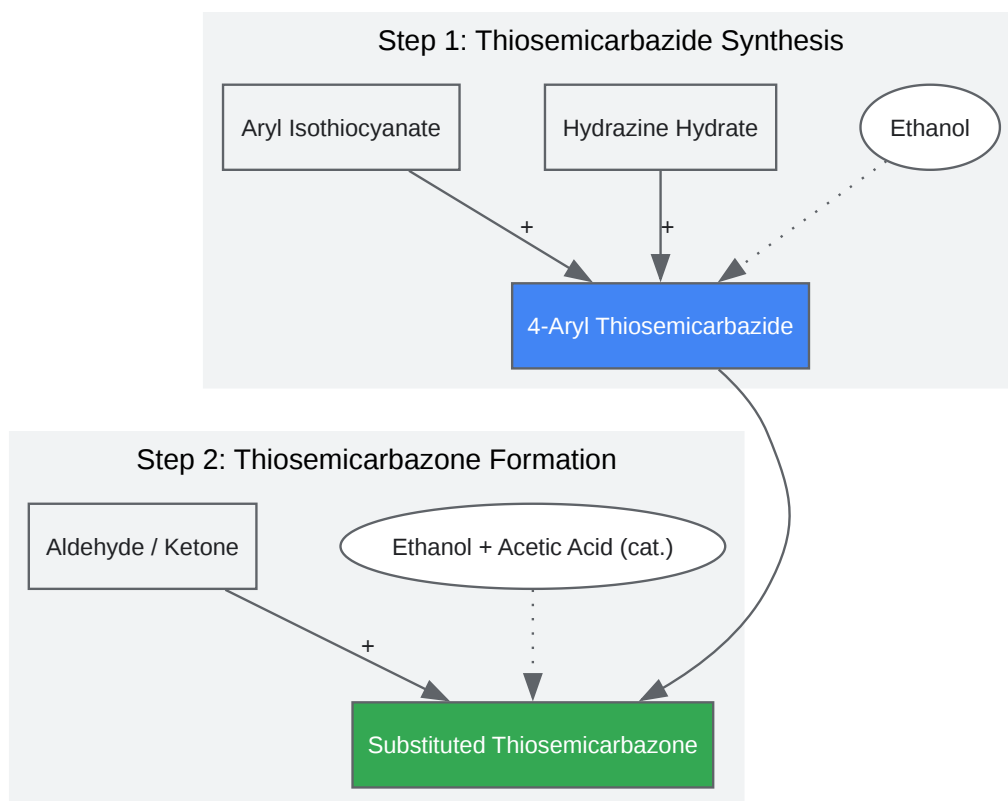 Step 1: Thiosemicarbazide Synthesis
Aryl Isothiocyanate
Hydrazine Hydrate
Ethanol
+
+
4-Aryl Thiosemicarbazide
Step 2: Thiosemicarbazone Formation
Aldehyde / Ketone
Ethanol + Acetic Acid (cat.)
+
Substituted Thiosemicarbazone